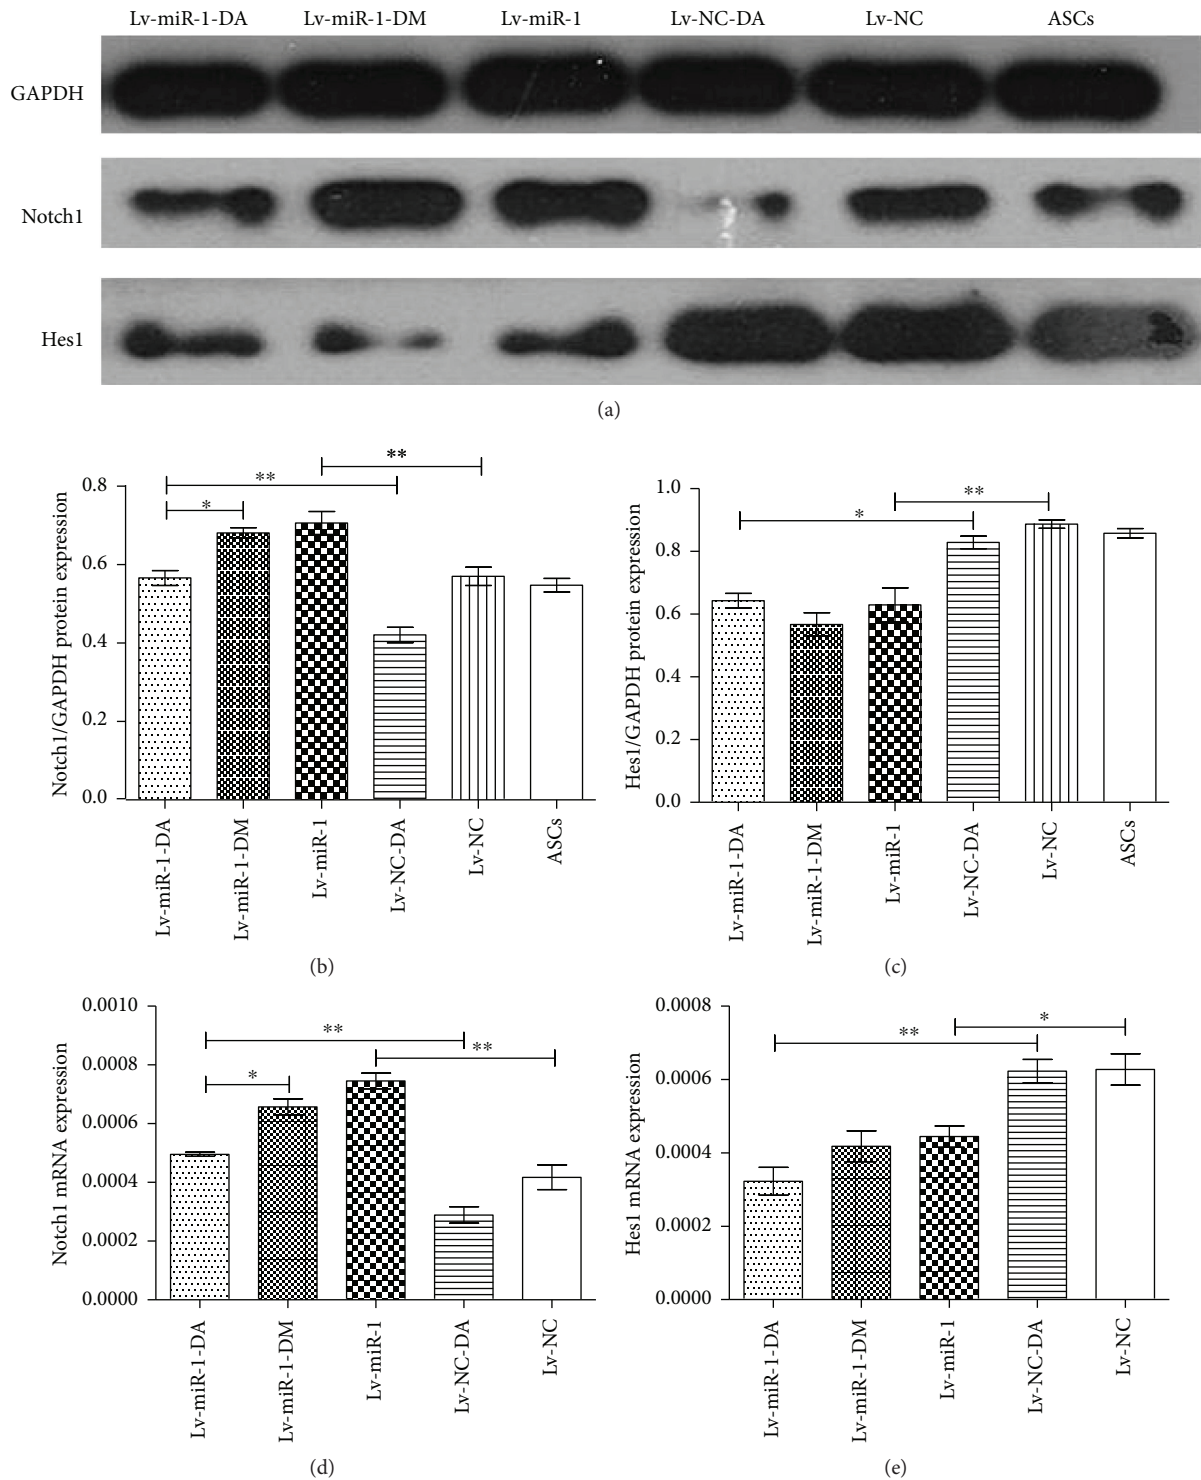 Lv-miR-1-DA Lv-miR-1-DM Lv-miR-1 Lv-NC-DA Lv-NC ASCs
GAPDH
Notch1
Hes1
(a)
Notch1/GAPDH protein expression
0.8
0.6
0.4
0.2
0.0
** ** *
Lv-miR-1-DA Lv-miR-1-DM Lv-miR-1 Lv-NC-DA Lv-NC ASCs
(b)
Hes1/GAPDH protein expression
1.0
0.8
0.6
0.4
0.2
0.0
** *
Lv-miR-1-DA Lv-miR-1-DM Lv-miR-1 Lv-NC-DA Lv-NC ASCs
(c)
Notch1 mRNA expression
0.0010
0.0008
0.0006
0.0004
0.0002
0.0000
** ** *
Lv-miR-1-DA Lv-miR-1-DM Lv-miR-1 Lv-NC-DA Lv-NC
(d)
Hes1 mRNA expression
0.0008
0.0006
0.0004
0.0002
0.0000
* **
Lv-miR-1-DA Lv-miR-1-DM Lv-miR-1 Lv-NC-DA Lv-NC
(e)